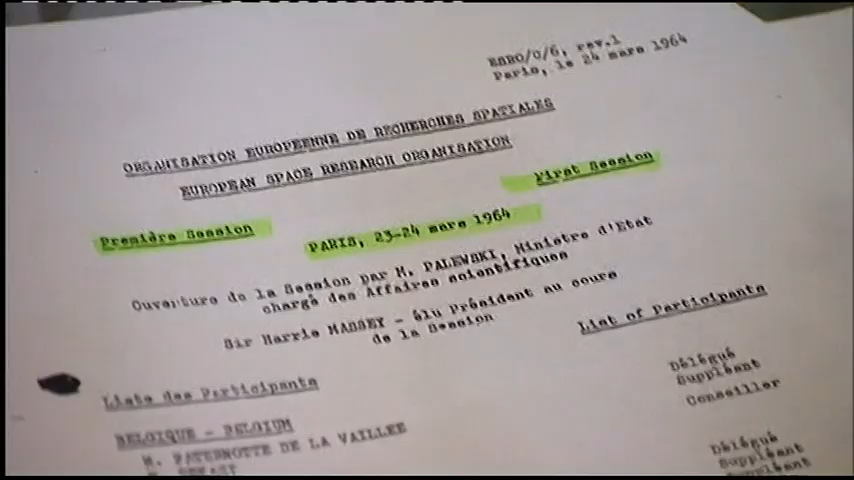 ESRO/C/6, rev.1
Paris, le 24 mars 1964
ORGANISATION EUROPEENNE DE RECHERCHES SPATIALES
EUROPEAN SPACE RESEARCH ORGANISATION
Première Session
First Session
PARIS, 23-24 mars 1964
Ouverture de la Session par M. PALEWSKI, Ministre d'Etat
chargé des Affaires scientifiques
Sir Harrie MASSEY - élu Président au cours
de la Session
Liste des Participants
List of Participants
BELGIQUE - BELGIUM
M. PATERNOTTE DE LA VAILLEE
Délégué
Suppléant
Conseiller
Délégué
Suppléant
Suppléant